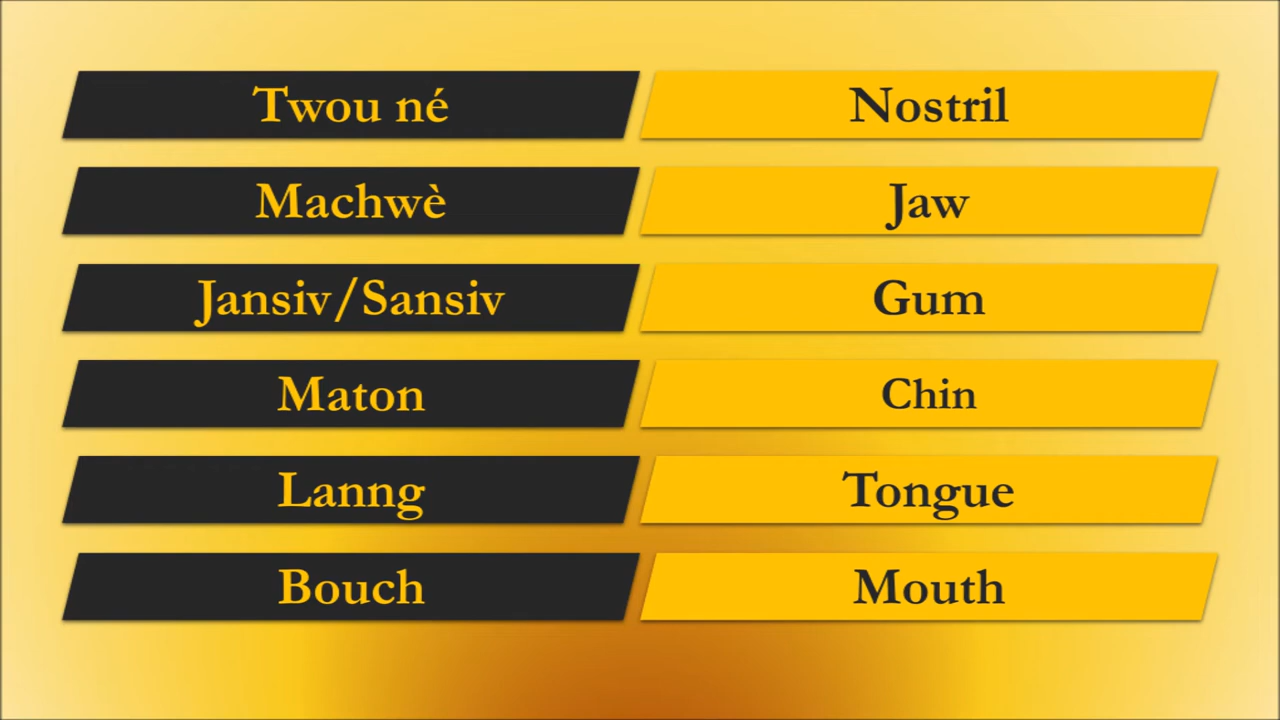 Twou né Nostril
Machwè Jaw
Jansiv/Sansiv Gum
Maton Chin
Lanng Tongue
Bouch Mouth